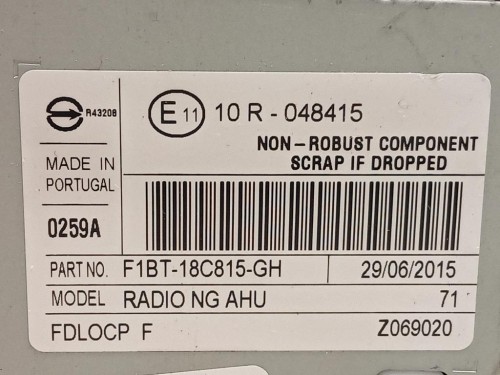 R43208
E 11 10 R - 048415
NON-ROBUST COMPONENT
SCRAP IF DROPPED
MADE IN
PORTUGAL
0259A
PART NO. F1BT-18C815-GH 29/06/2015
MODEL RADIO NG AHU 71
FDLOCP F Z069020